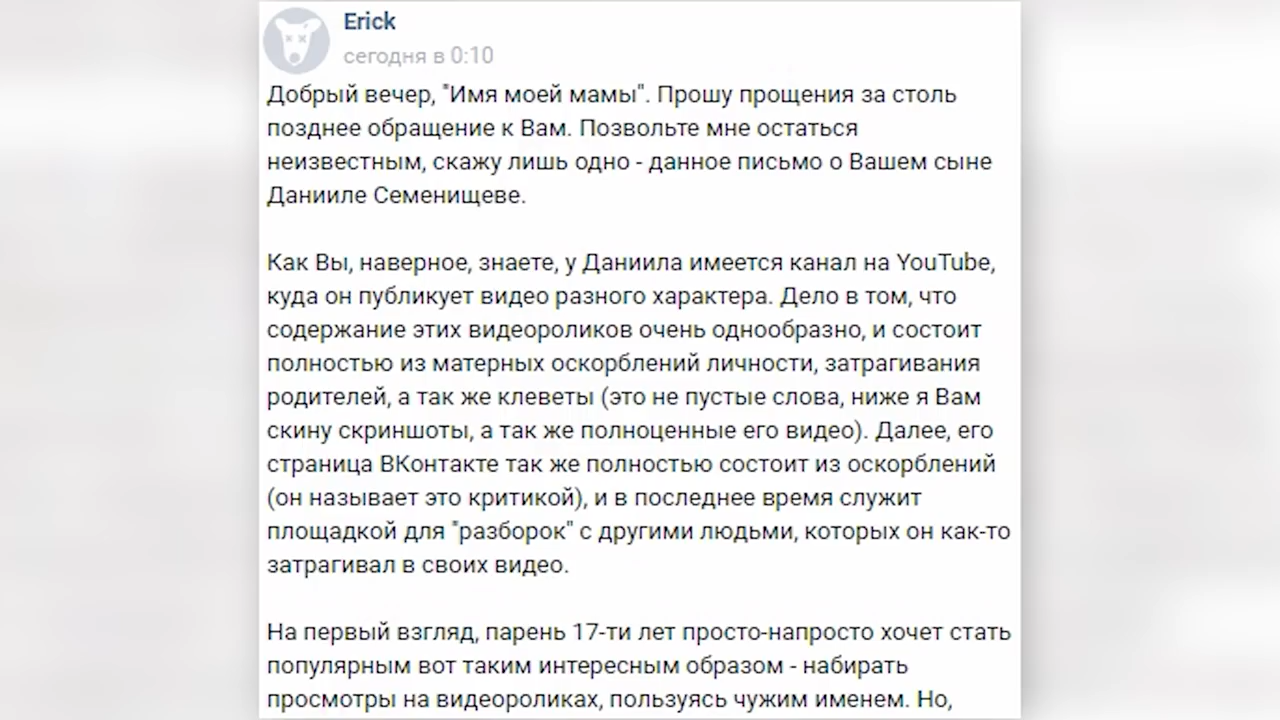 Erick
сегодня в 0:10
Добрый вечер, "Имя моей мамы". Прошу прощения за столь
позднее обращение к Вам. Позвольте мне остаться
неизвестным, скажу лишь одно - данное письмо о Вашем сыне
Данииле Семенищеве.
Как Вы, наверное, знаете, у Даниила имеется канал на YouTube,
куда он публикует видео разного характера. Дело в том, что
содержание этих видеороликов очень однообразно, и состоит
полностью из матерных оскорблений личности, затрагивания
родителей, а так же клеветы (это не пустые слова, ниже я Вам
скину скриншоты, а так же полноценные его видео). Далее, его
страница ВКонтакте так же полностью состоит из оскорблений
(он называет это критикой), и в последнее время служит
площадкой для "разборок" с другими людьми, которых он как-то
затрагивал в своих видео.
На первый взгляд, парень 17-ти лет просто-напросто хочет стать
популярным вот таким интересным образом - набирать
просмотры на видеороликах, пользуясь чужим именем. Но,